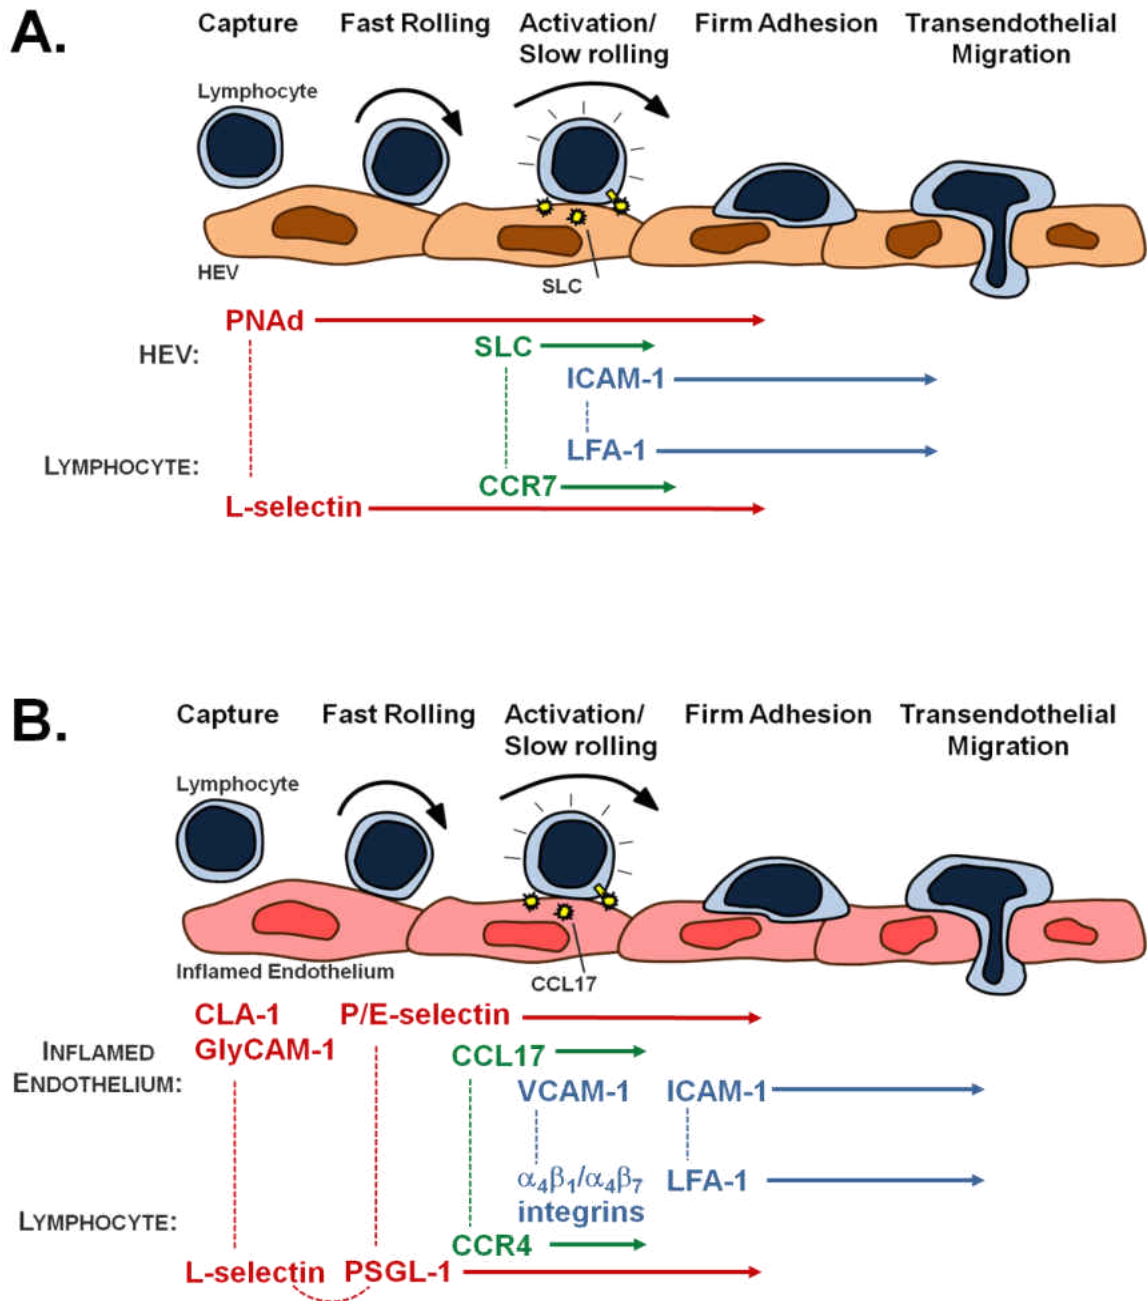 A.
Capture Fast Rolling Activation/ Firm Adhesion Transendothelial
Slow rolling Migration
Lymphocyte
HEV
SLC
PNAd
HEV: SLC
ICAM-1
LYMPHOCYTE: LFA-1
CCR7
L-selectin
B.
Capture Fast Rolling Activation/ Firm Adhesion Transendothelial
Slow rolling Migration
Lymphocyte
Inflamed Endothelium
CCL17
CLA-1 P/E-selectin
INFLAMED GlyCAM-1 CCL17
ENDOTHELIUM: VCAM-1 ICAM-1
α4β1/α4β7 LFA-1
LYMPHOCYTE: integrins
CCR4
L-selectin PSGL-1